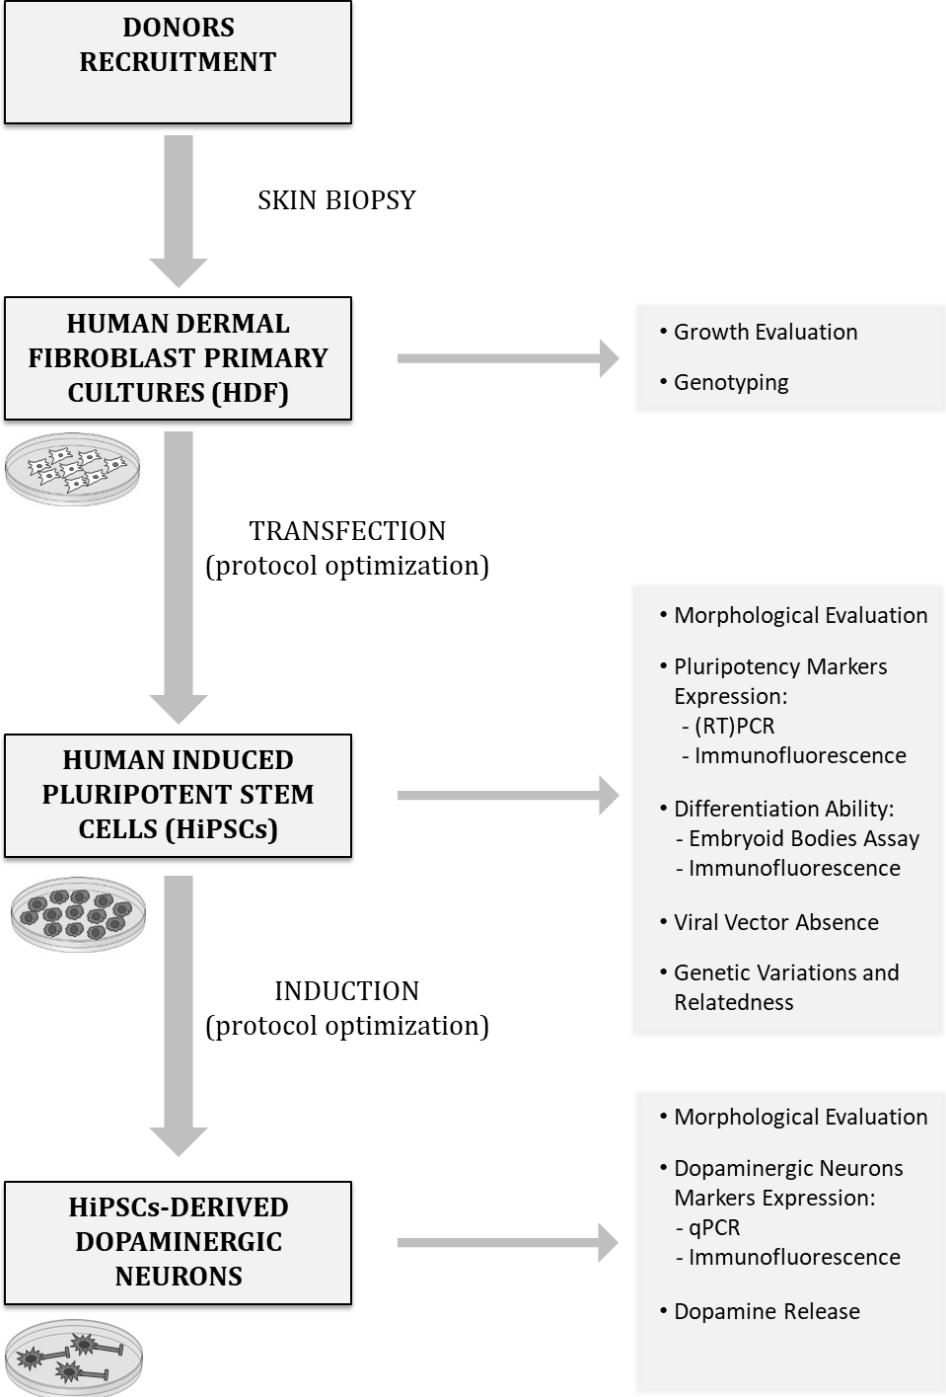 DONORS
RECRUITMENT
SKIN BIOPSY
HUMAN DERMAL
FIBROBLAST PRIMARY
CULTURES (HDF)
• Growth Evaluation
• Genotyping
TRANSFECTION
(protocol optimization)
HUMAN INDUCED
PLURIPOTENT STEM
CELLS (HiPSCs)
• Morphological Evaluation
• Pluripotency Markers
Expression:
- (RT)PCR
- Immunofluorescence
• Differentiation Ability:
- Embryoid Bodies Assay
- Immunofluorescence
• Viral Vector Absence
• Genetic Variations and
Relatedness
INDUCTION
(protocol optimization)
HiPSCs-DERIVED
DOPAMINERGIC
NEURONS
• Morphological Evaluation
• Dopaminergic Neurons
Markers Expression:
- qPCR
- Immunofluorescence
• Dopamine Release